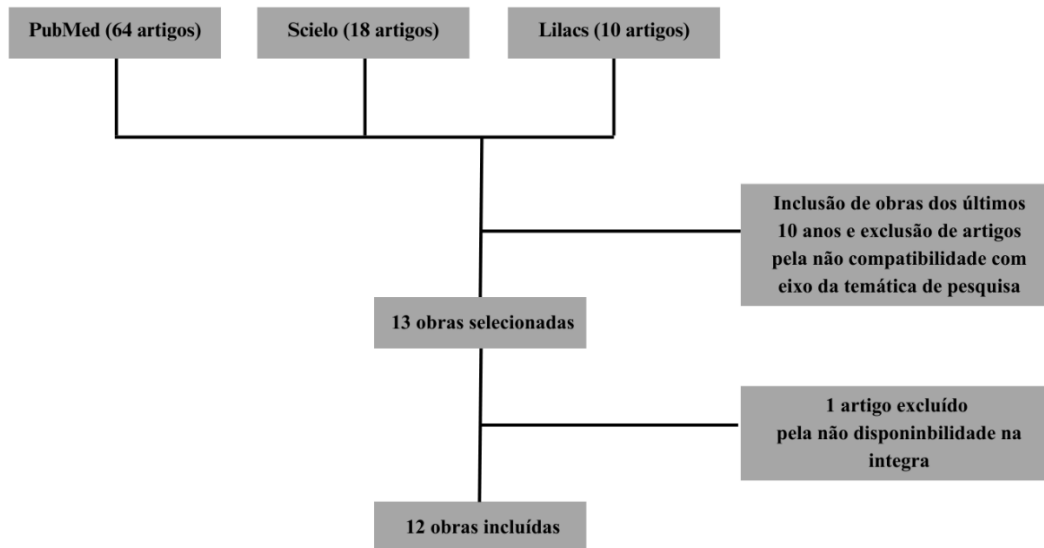 PubMed (64 artigos)
Scielo (18 artigos)
Lilacs (10 artigos)
Inclusão de obras dos últimos
10 anos e exclusão de artigos
pela não compatibilidade com
eixo da temática de pesquisa
13 obras selecionadas
1 artigo excluído
pela não disponinbilidade na
integra
12 obras incluídas